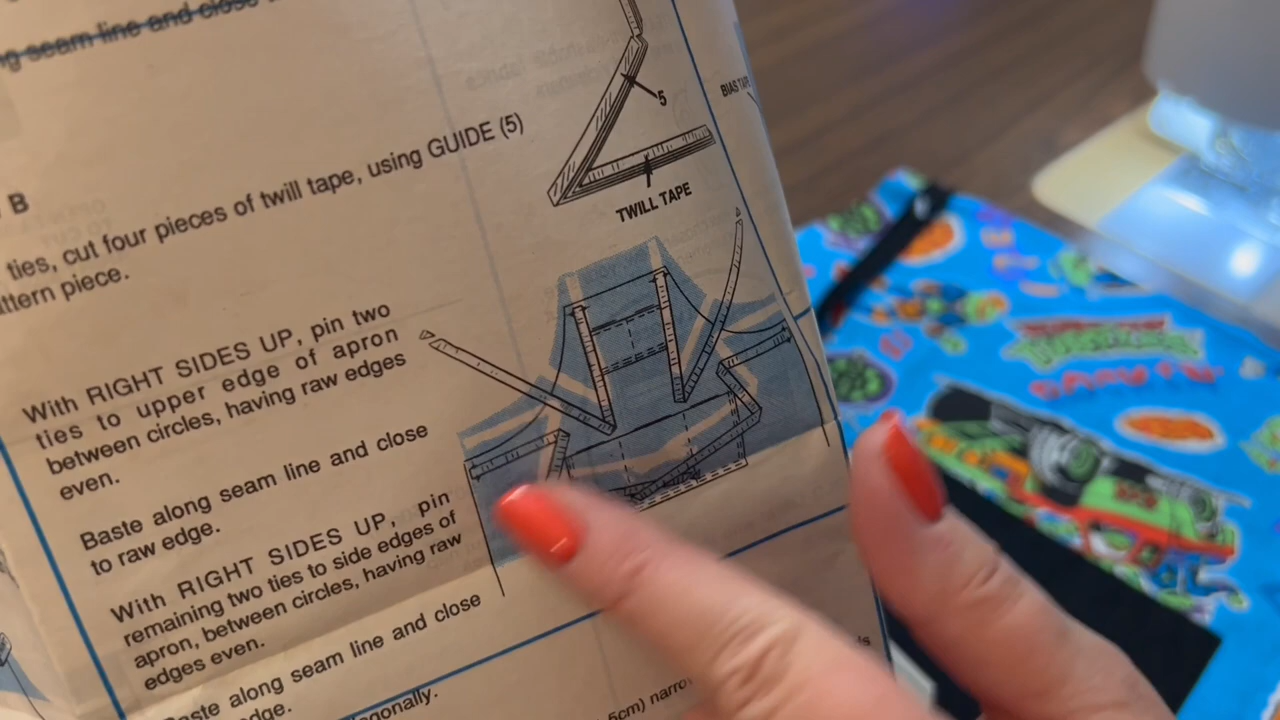 ng seam line and close
B
ties, cut four pieces of twill tape, using GUIDE (5)
ttern piece.
With RIGHT SIDES UP, pin two
ties to upper edge of apron
between circles, having raw edges
even.
Baste along seam line and close
to raw edge.
With RIGHT SIDES UP, pin
remaining two ties to side edges of
apron, between circles, having raw
edges even.
aste along seam line and close
edge.
agonally.
5cm) narro
5
TWILL TAPE
BIAS TAPE